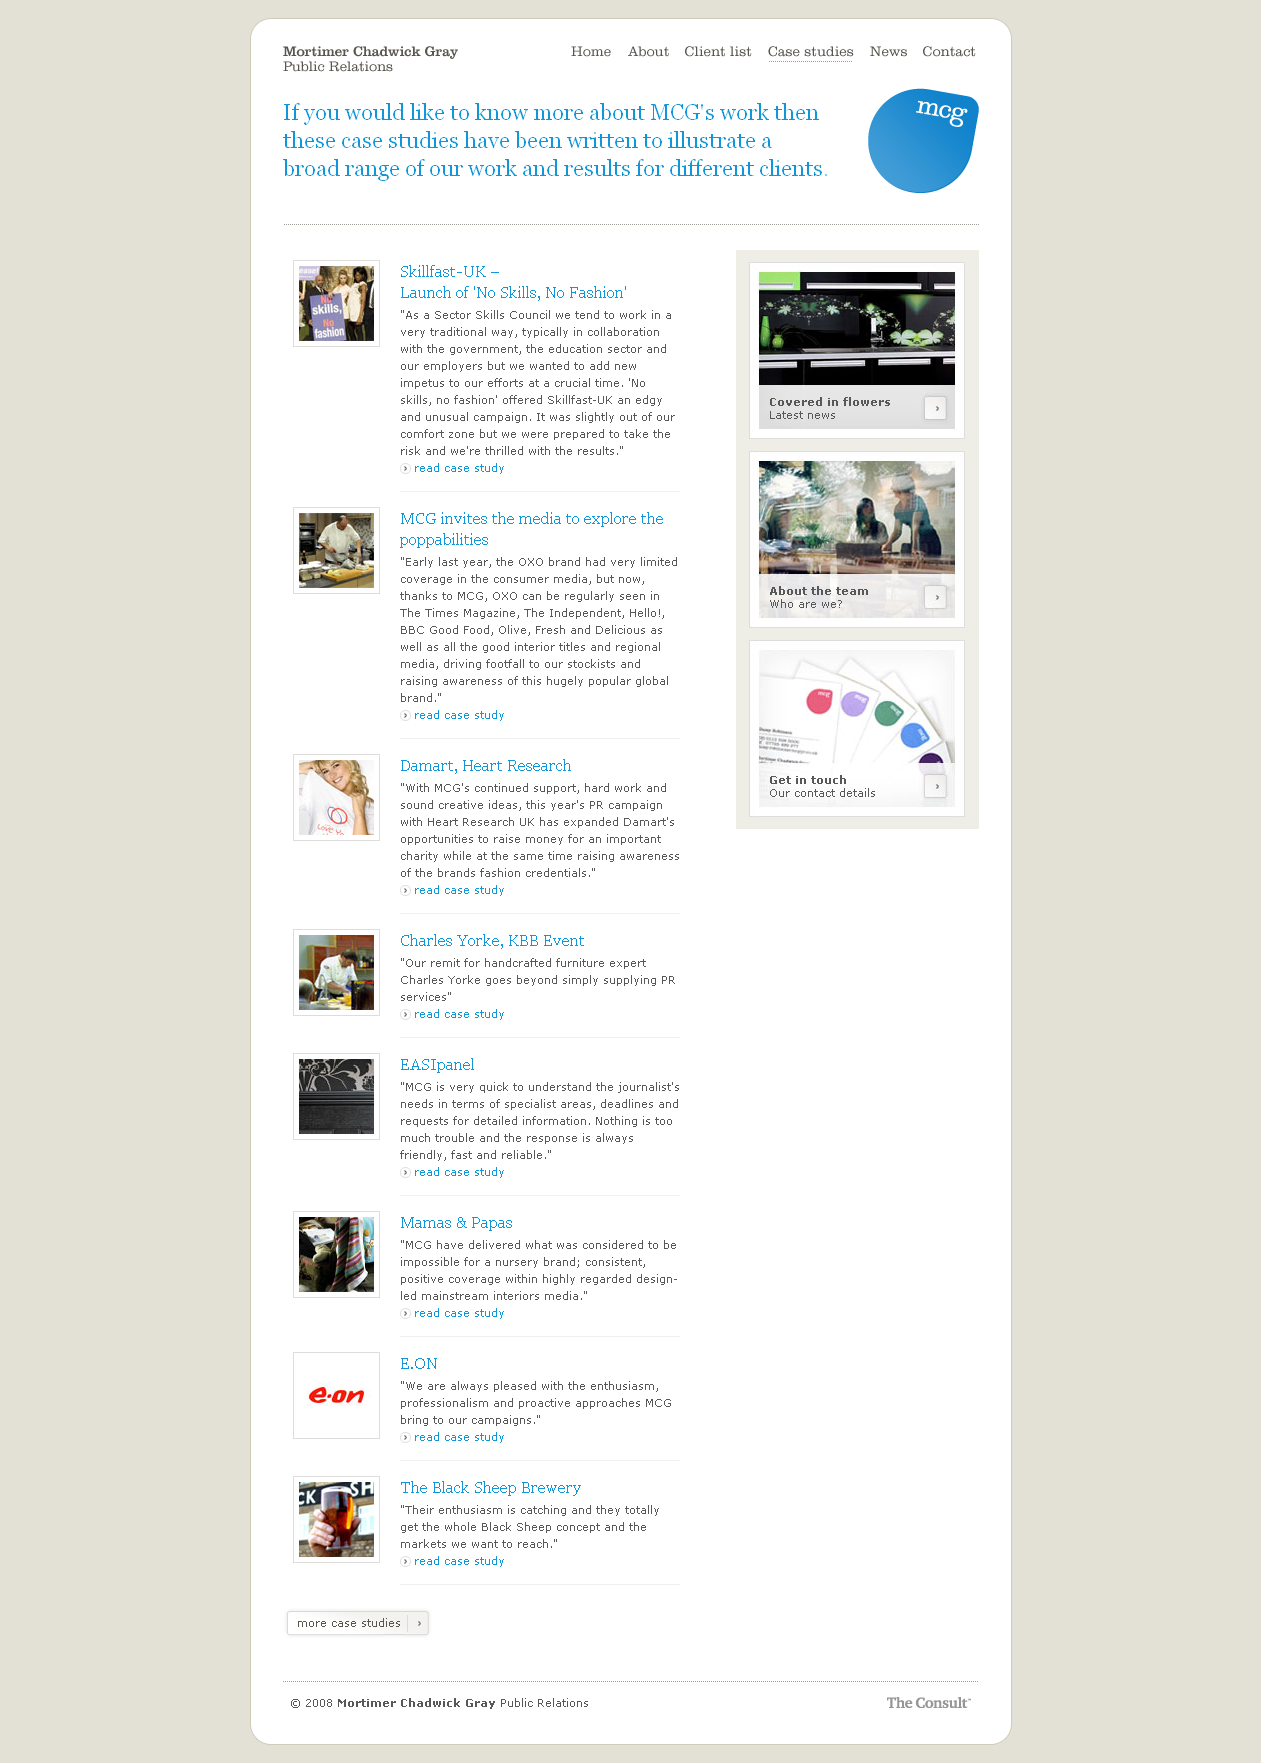 Mortimer Chadwick Gray
Public Relations
Home About Client list Case studies News Contact
If you would like to know more about MCG's work then
these case studies have been written to illustrate a
broad range of our work and results for different clients.
mcg
No
skills,
No
fashion
Skillfast-UK –
Launch of 'No Skills, No Fashion'
"As a Sector Skills Council we tend to work in a
very traditional way, typically in collaboration
with the government, the education sector and
our employers but we wanted to add new
impetus to our efforts at a crucial time. 'No
skills, no fashion' offered Skillfast-UK an edgy
and unusual campaign. It was slightly out of our
comfort zone but we were prepared to take the
risk and we're thrilled with the results."
read case study
MCG invites the media to explore the
poppabilities
"Early last year, the OXO brand had very limited
coverage in the consumer media, but now,
thanks to MCG, OXO can be regularly seen in
The Times Magazine, The Independent, Hello!,
BBC Good Food, Olive, Fresh and Delicious as
well as all the good interior titles and regional
media, driving footfall to our stockists and
raising awareness of this hugely popular global
brand."
read case study
Damart, Heart Research
"With MCG's continued support, hard work and
sound creative ideas, this year's PR campaign
with Heart Research UK has expanded Damart's
opportunities to raise money for an important
charity while at the same time raising awareness
of the brands fashion credentials."
read case study
Charles Yorke, KBB Event
"Our remit for handcrafted furniture expert
Charles Yorke goes beyond simply supplying PR
services"
read case study
EASIpanel
"MCG is very quick to understand the journalist's
needs in terms of specialist areas, deadlines and
requests for detailed information. Nothing is too
much trouble and the response is always
friendly, fast and reliable."
read case study
Mamas & Papas
"MCG have delivered what was considered to be
impossible for a nursery brand; consistent,
positive coverage within highly regarded design-
led mainstream interiors media."
read case study
e·on
E.ON
"We are always pleased with the enthusiasm,
professionalism and proactive approaches MCG
bring to our campaigns."
read case study
CK SH
The Black Sheep Brewery
"Their enthusiasm is catching and they totally
get the whole Black Sheep concept and the
markets we want to reach."
read case study
more case studies
Covered in flowers
Latest news
About the team
Who are we?
mcg
mcg
mcg
mcg
Get in touch
Our contact details
© 2008 Mortimer Chadwick Gray Public Relations
The Consult